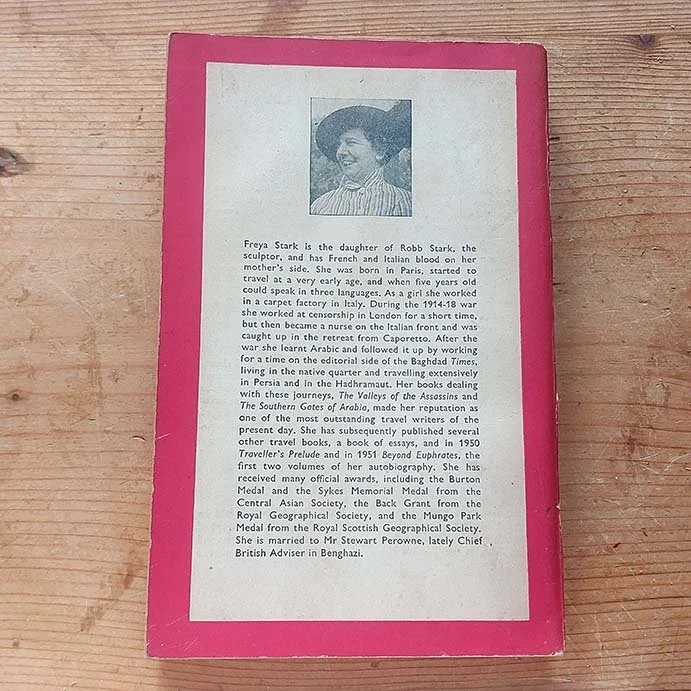 Freya Stark is the daughter of Robb Stark, the
sculptor, and has French and Italian blood on her
mother's side. She was born in Paris, started to
travel at a very early age, and when five years old
could speak in three languages. As a girl she worked
in a carpet factory in Italy. During the 1914-18 war
she worked at censorship in London for a short time,
but then became a nurse on the Italian front and was
caught up in the retreat from Caporetto. After the
war she learnt Arabic and followed it up by working
for a time on the editorial side of the Baghdad Times,
living in the native quarter and travelling extensively
in Persia and in the Hadhramaut. Her books dealing
with these journeys, The Valleys of the Assassins and
The Southern Gates of Arabia, made her reputation as
one of the most outstanding travel writers of the
present day. She has subsequently published several
other travel books, a book of essays, and in 1950
Traveller's Prelude and in 1951 Beyond Euphrates, the
first two volumes of her autobiography. She has
received many official awards, including the Burton
Medal and the Sykes Memorial Medal from the
Central Asian Society, the Back Grant from the
Royal Geographical Society, and the Mungo Park
Medal from the Royal Scottish Geographical Society.
She is married to Mr Stewart Perowne, lately Chief
British Adviser in Benghazi.